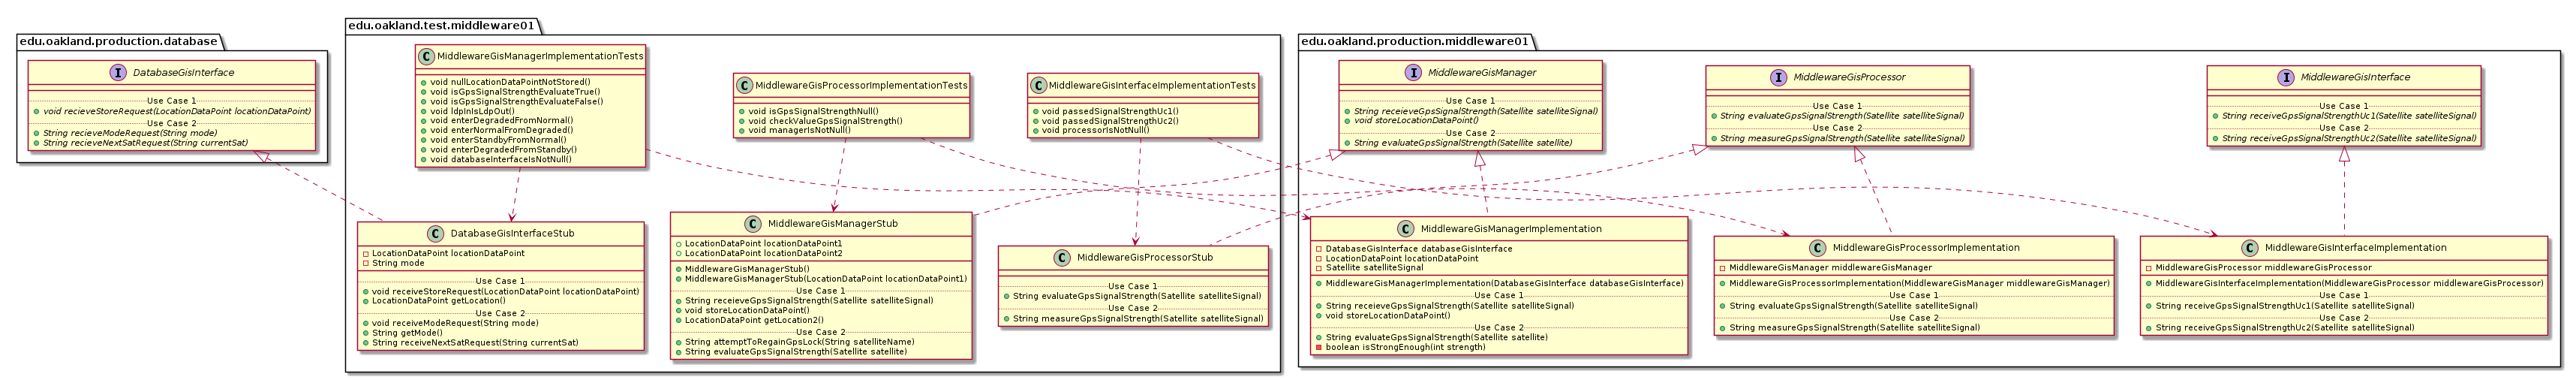 edu.oakland.production.database
DatabaseGisInterface
Use Case 1
void recieveStoreRequest(LocationDataPoint locationDataPoint)
Use Case 2
String recieveModeRequest(String mode)
String recieveNextSatRequest(String currentSat)
edu.oakland.test.middleware01
MiddlewareGisManagerImplementationTests
void nullLocationDataPointNotStored()
void isGpsSignalStrengthEvaluateTrue()
void isGpsSignalStrengthEvaluateFalse()
void ldpInIsLdpOut()
void enterDegradedFromNormal()
void enterNormalFromDegraded()
void enterStandbyFromNormal()
void enterDegradedFromStandby()
void databaseInterfaceIsNotNull()
MiddlewareGisProcessorImplementationTests
void isGpsSignalStrengthNull()
void checkValueGpsSignalStrength()
void managerIsNotNull()
MiddlewareGisInterfaceImplementationTests
void passedSignalStrengthUc1()
void passedSignalStrengthUc2()
void processorIsNotNull()
DatabaseGisInterfaceStub
LocationDataPoint locationDataPoint
String mode
Use Case 1
void receiveStoreRequest(LocationDataPoint locationDataPoint)
LocationDataPoint getLocation()
Use Case 2
void receiveModeRequest(String mode)
String getMode()
String receiveNextSatRequest(String currentSat)
MiddlewareGisManagerStub
LocationDataPoint locationDataPoint1
LocationDataPoint locationDataPoint2
MiddlewareGisManagerStub()
MiddlewareGisManagerStub(LocationDataPoint locationDataPoint1)
Use Case 1
String receieveGpsSignalStrength(Satellite satelliteSignal)
void storeLocationDataPoint()
LocationDataPoint getLocation2()
Use Case 2
String attemptToRegainGpsLock(String satelliteName)
String evaluateGpsSignalStrength(Satellite satellite)
MiddlewareGisProcessorStub
Use Case 1
String evaluateGpsSignalStrength(Satellite satelliteSignal)
Use Case 2
String measureGpsSignalStrength(Satellite satelliteSignal)
edu.oakland.production.middleware01
MiddlewareGisManager
Use Case 1
String receieveGpsSignalStrength(Satellite satelliteSignal)
void storeLocationDataPoint()
Use Case 2
String evaluateGpsSignalStrength(Satellite satellite)
MiddlewareGisProcessor
Use Case 1
String evaluateGpsSignalStrength(Satellite satelliteSignal)
Use Case 2
String measureGpsSignalStrength(Satellite satelliteSignal)
MiddlewareGisInterface
Use Case 1
String receiveGpsSignalStrengthUc1(Satellite satelliteSignal)
Use Case 2
String receiveGpsSignalStrengthUc2(Satellite satelliteSignal)
MiddlewareGisManagerImplementation
DatabaseGisInterface databaseGisInterface
LocationDataPoint locationDataPoint
Satellite satelliteSignal
MiddlewareGisManagerImplementation(DatabaseGisInterface databaseGisInterface)
Use Case 1
String receieveGpsSignalStrength(Satellite satelliteSignal)
void storeLocationDataPoint()
Use Case 2
String evaluateGpsSignalStrength(Satellite satellite)
boolean isStrongEnough(int strength)
MiddlewareGisProcessorImplementation
MiddlewareGisManager middlewareGisManager
MiddlewareGisProcessorImplementation(MiddlewareGisManager middlewareGisManager)
Use Case 1
String evaluateGpsSignalStrength(Satellite satelliteSignal)
Use Case 2
String measureGpsSignalStrength(Satellite satelliteSignal)
MiddlewareGisInterfaceImplementation
MiddlewareGisProcessor middlewareGisProcessor
MiddlewareGisInterfaceImplementation(MiddlewareGisProcessor middlewareGisProcessor)
Use Case 1
String receiveGpsSignalStrengthUc1(Satellite satelliteSignal)
Use Case 2
String receiveGpsSignalStrengthUc2(Satellite satelliteSignal)